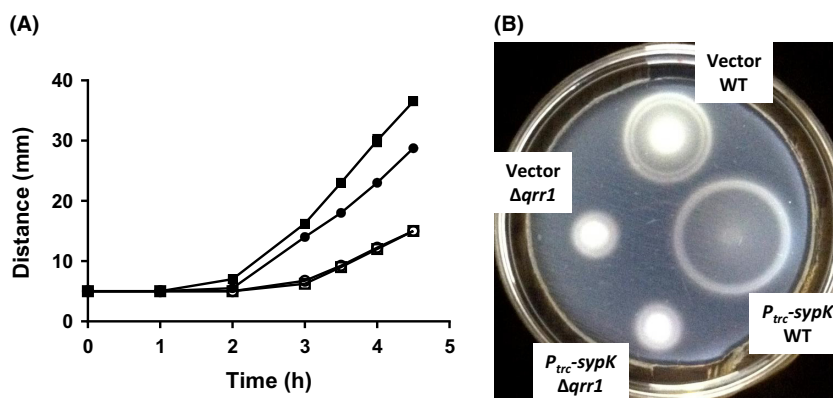 (A)
40
30
20
10
0
Distance (mm)
0 1 2 3 4 5
Time (h)
(B)
Vector
WT
Vector
Δqrr1
Ptrc-sypK
WT
Ptrc-sypK
Δqrr1